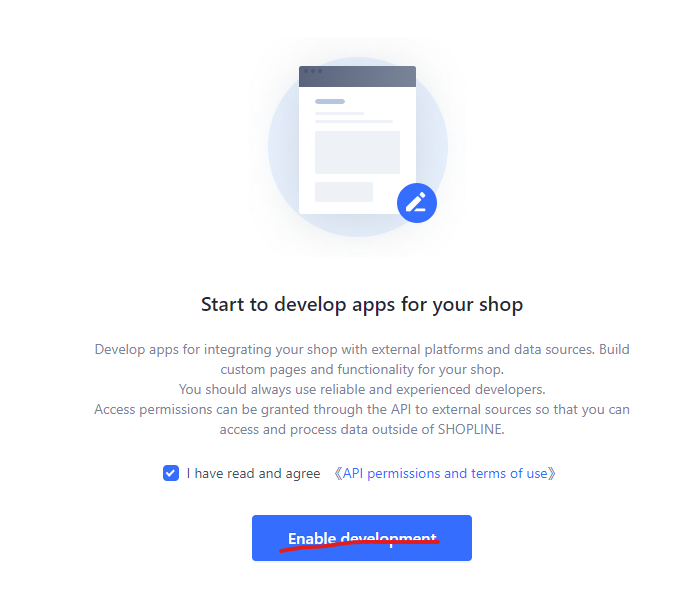 Start to develop apps for your shop
Develop apps for integrating your shop with external platforms and data sources. Build
custom pages and functionality for your shop.
You should always use reliable and experienced developers.
Access permissions can be granted through the API to external sources so that you can
access and process data outside of SHOPLINE.
I have read and agree 《API permissions and terms of use》
Enable development